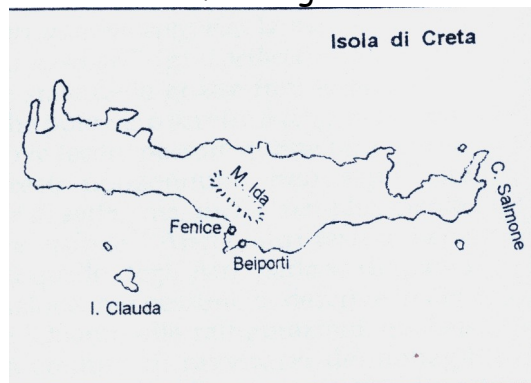 Isola di Creta
M. Ida
C. Salmone
Fenice
Beiporti
I. Clauda